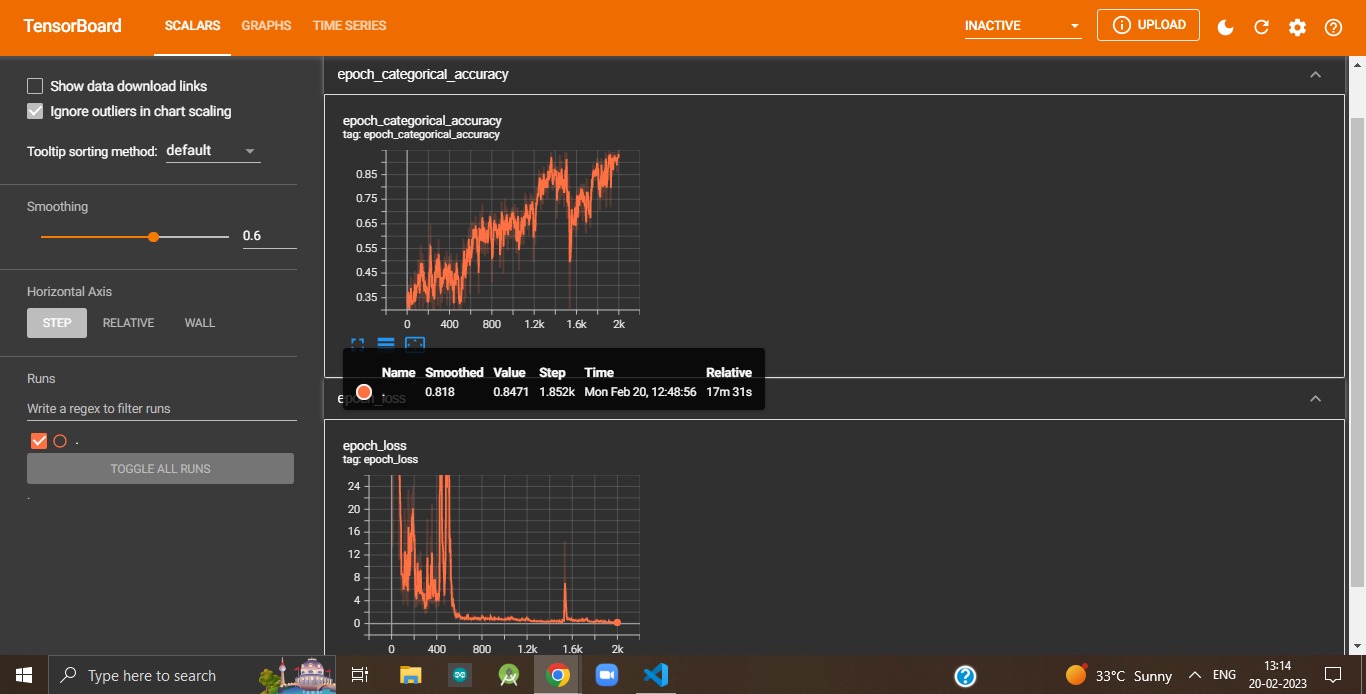 TensorBoard SCALARS GRAPHS TIME SERIES INACTIVE UPLOAD
Show data download links
Ignore outliers in chart scaling
Tooltip sorting method: default
Smoothing
0.6
Horizontal Axis
STEP RELATIVE WALL
Runs
Write a regex to filter runs
.
TOGGLE ALL RUNS
.
epoch_categorical_accuracy
epoch_categorical_accuracy
tag: epoch_categorical_accuracy
0.85
0.75
0.65
0.55
0.45
0.35
0 400 800 1.2k 1.6k 2k
Name Smoothed Value Step Time Relative
. 0.818 0.8471 1.852k Mon Feb 20, 12:48:56 17m 31s
epoch_loss
epoch_loss
tag: epoch_loss
24
20
16
12
8
4
0
0 400 800 1.2k 1.6k 2k
Type here to search
33°C Sunny ENG
13:14
20-02-2023